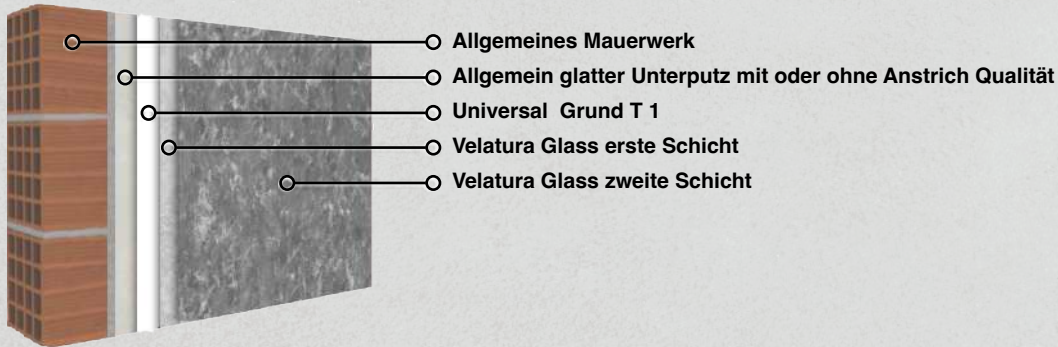 Allgemeines Mauerwerk
Allgemein glatter Unterputz mit oder ohne Anstrich Qualität
Universal Grund T 1
Velatura Glass erste Schicht
Velatura Glass zweite Schicht